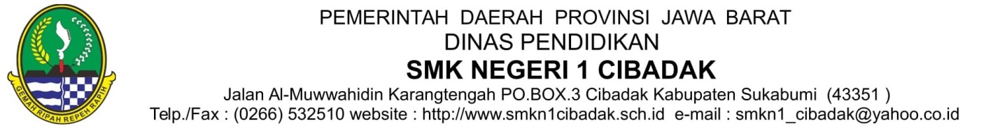 PEMERINTAH DAERAH PROVINSI JAWA BARAT
DINAS PENDIDIKAN
SMK NEGERI 1 CIBADAK
Jalan Al-Muwwahidin Karangtengah PO.BOX.3 Cibadak Kabupaten Sukabumi (43351 )
Telp./Fax : (0266) 532510 website : http://www.smkn1cibadak.sch.id e-mail : smkn1_cibadak@yahoo.co.id
GEMAH RIPAH REPEH RAPIH